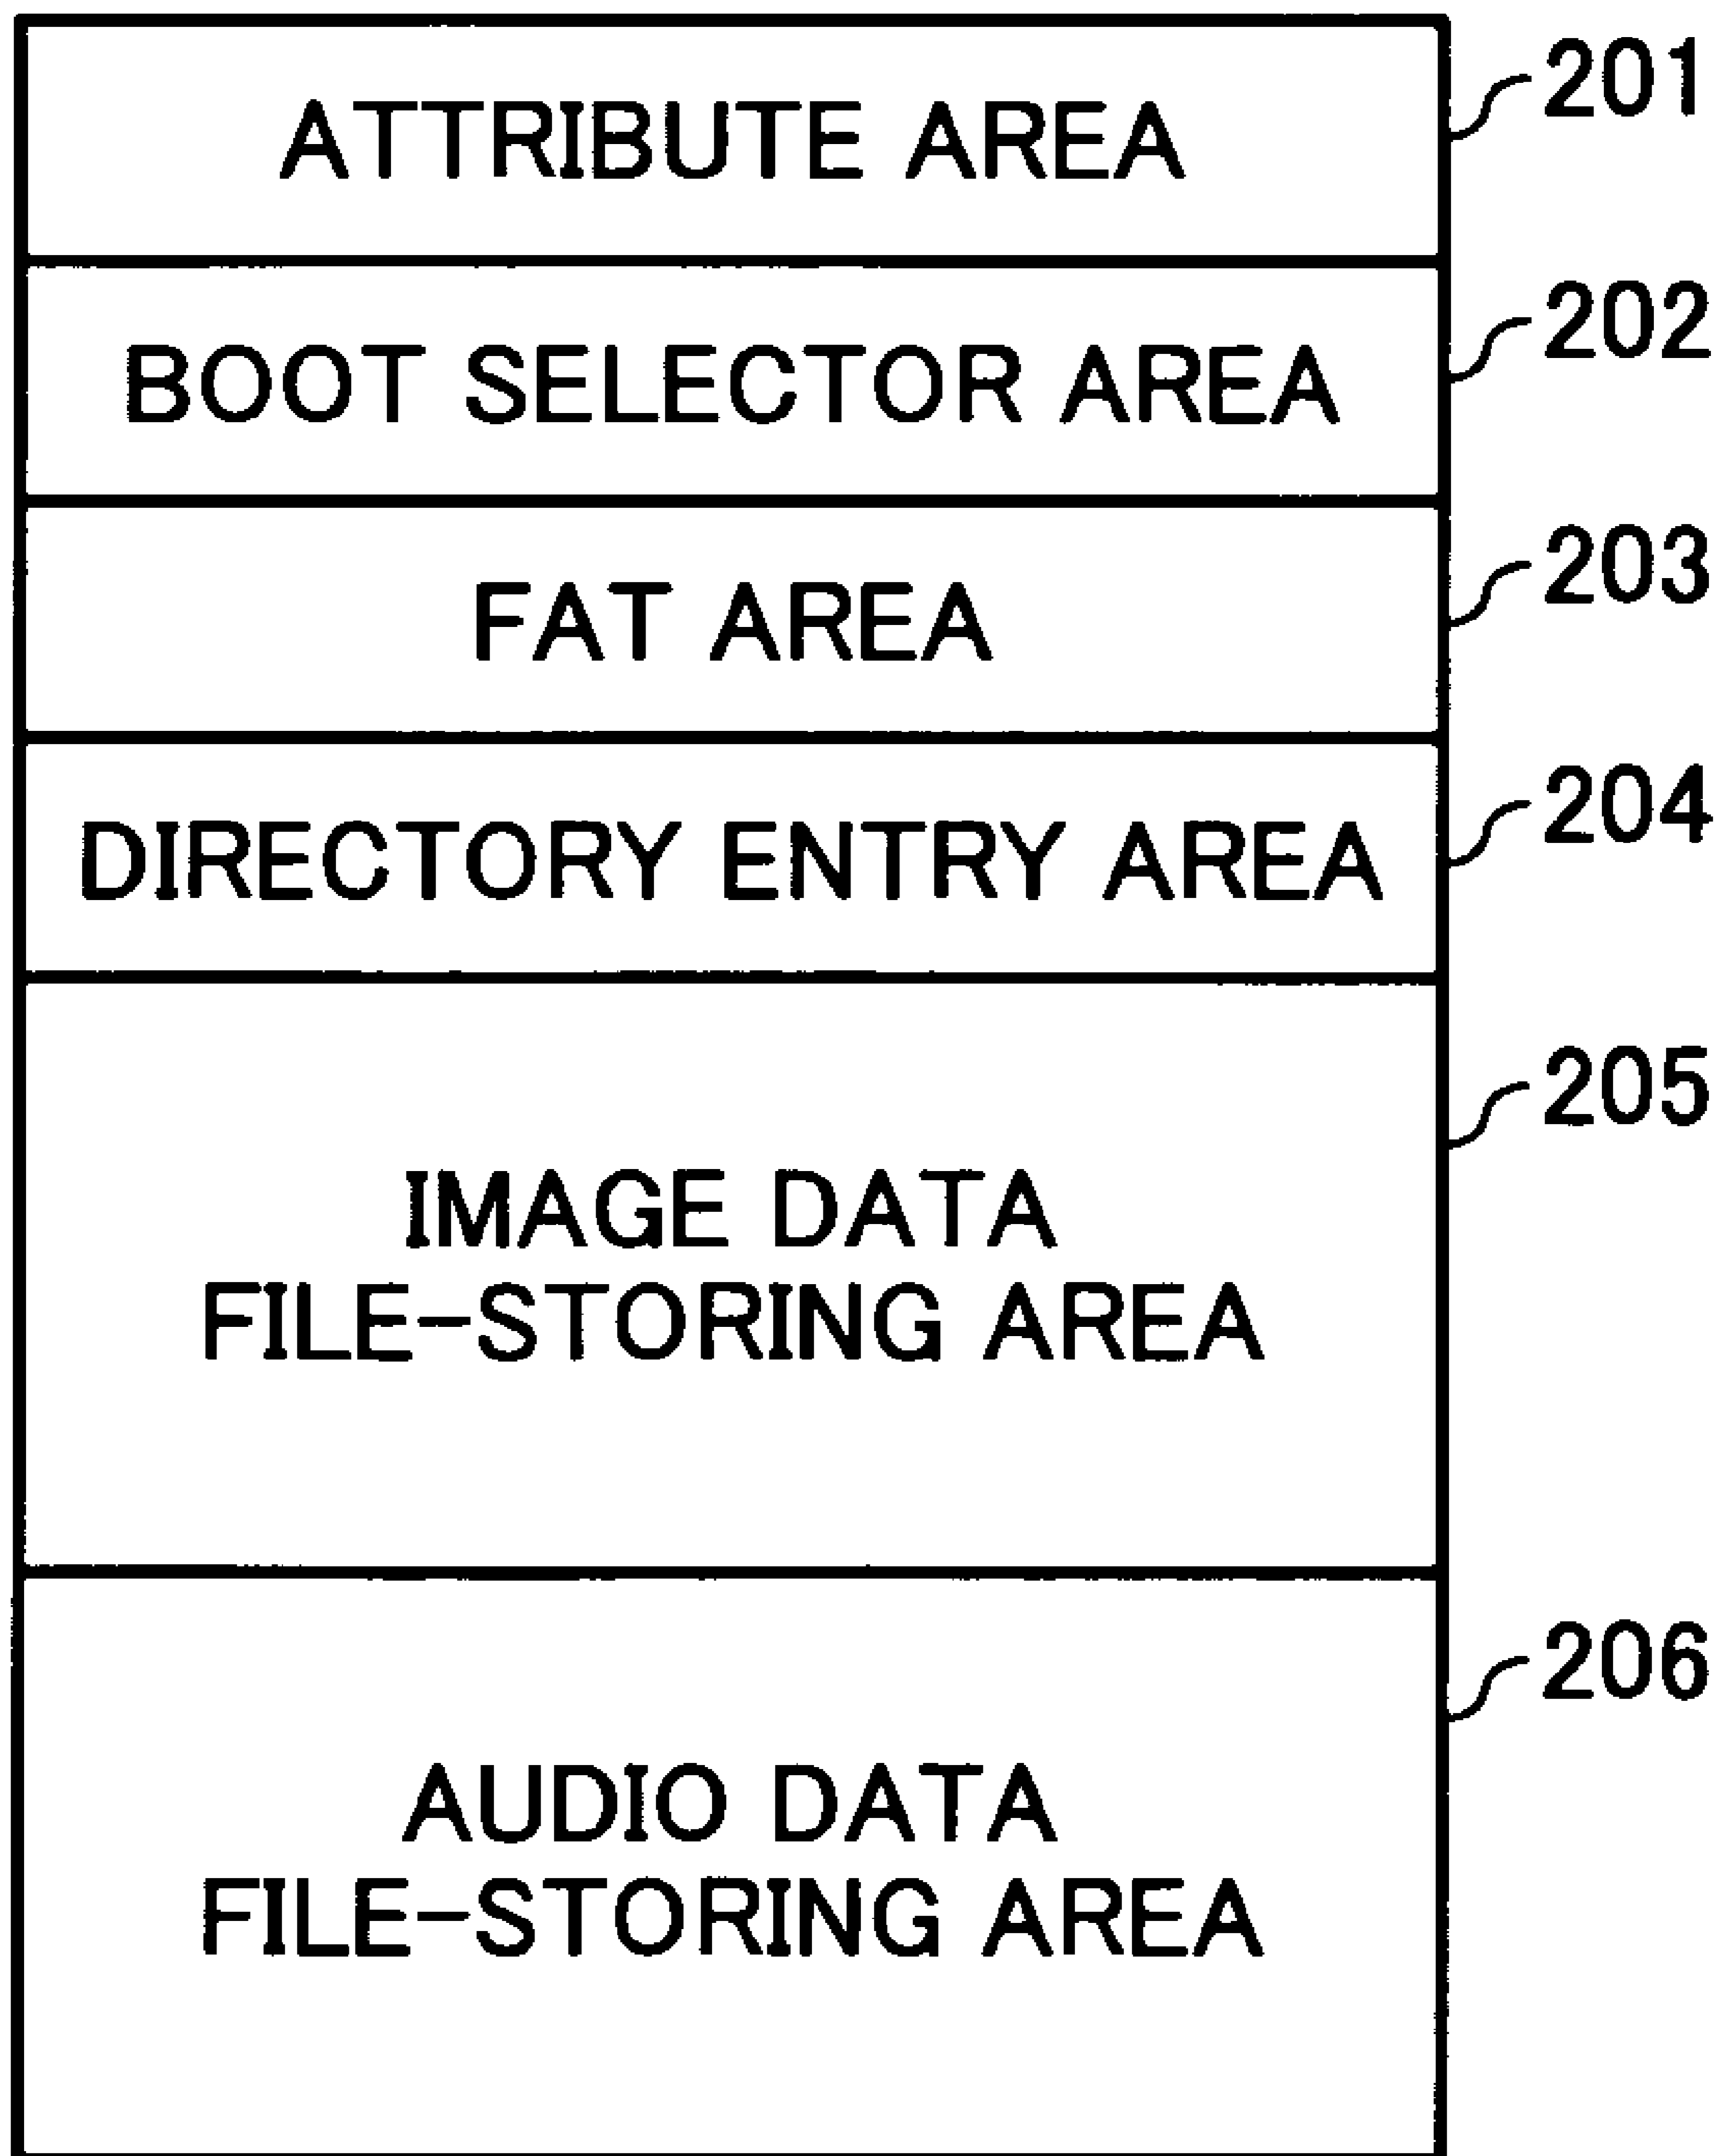 ATTRIBUTE AREA
201
BOOT SELECTOR AREA
202
FAT AREA
203
DIRECTORY ENTRY AREA
204
IMAGE DATA
FILE-STORING AREA
205
AUDIO DATA
FILE-STORING AREA
206